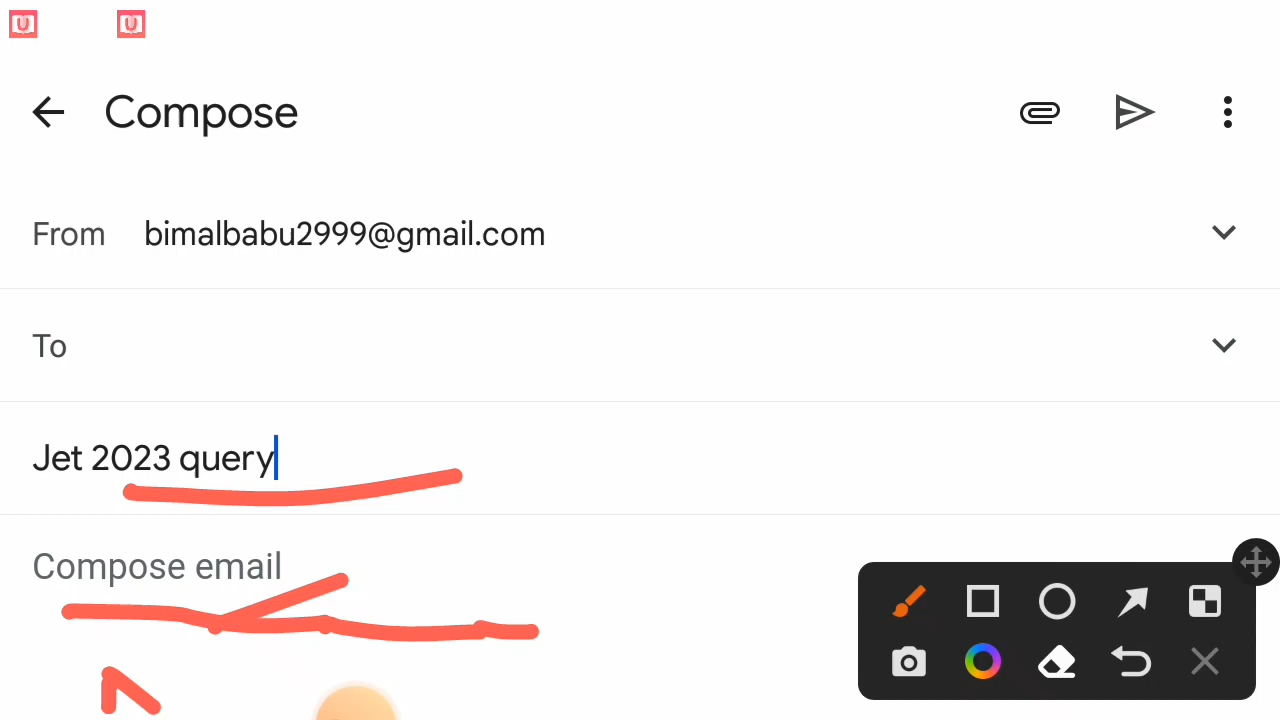 Compose
From bimalbabu2999@gmail.com
To
Jet 2023 query
Compose email